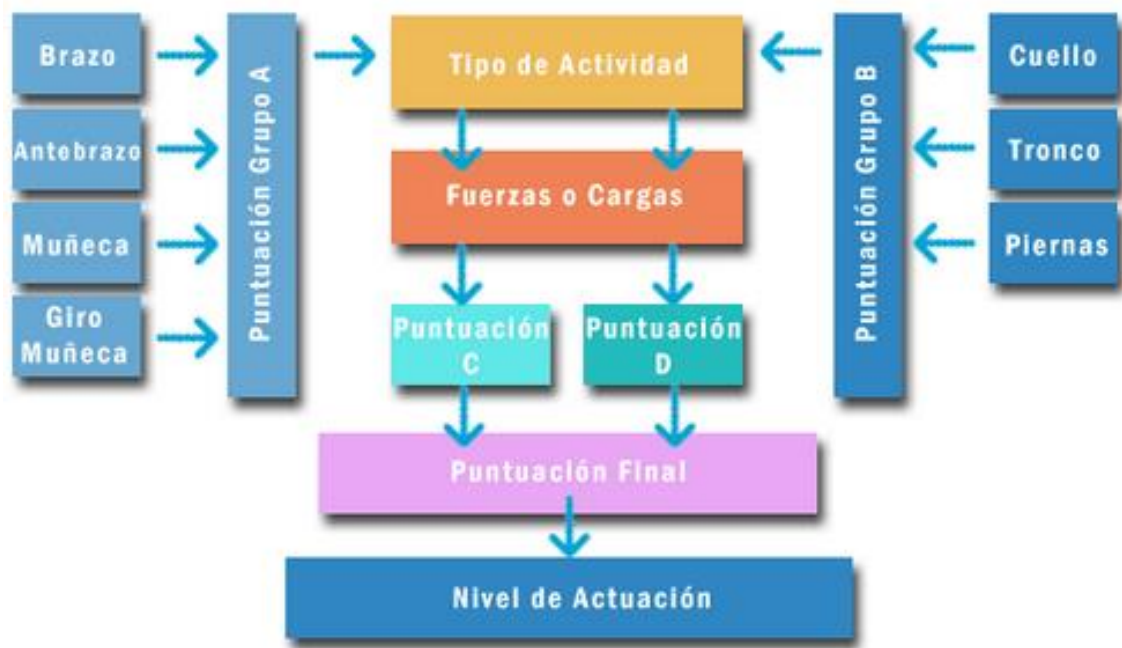 Brazo
Antebrazo
Muñeca
Giro
Muñeca
Puntuación Grupo A
Tipo de Actividad
Fuerzas o Cargas
Puntuación
C
Puntuación
D
Puntuación Final
Nivel de Actuación
Puntuación Grupo B
Cuello
Tronco
Piernas